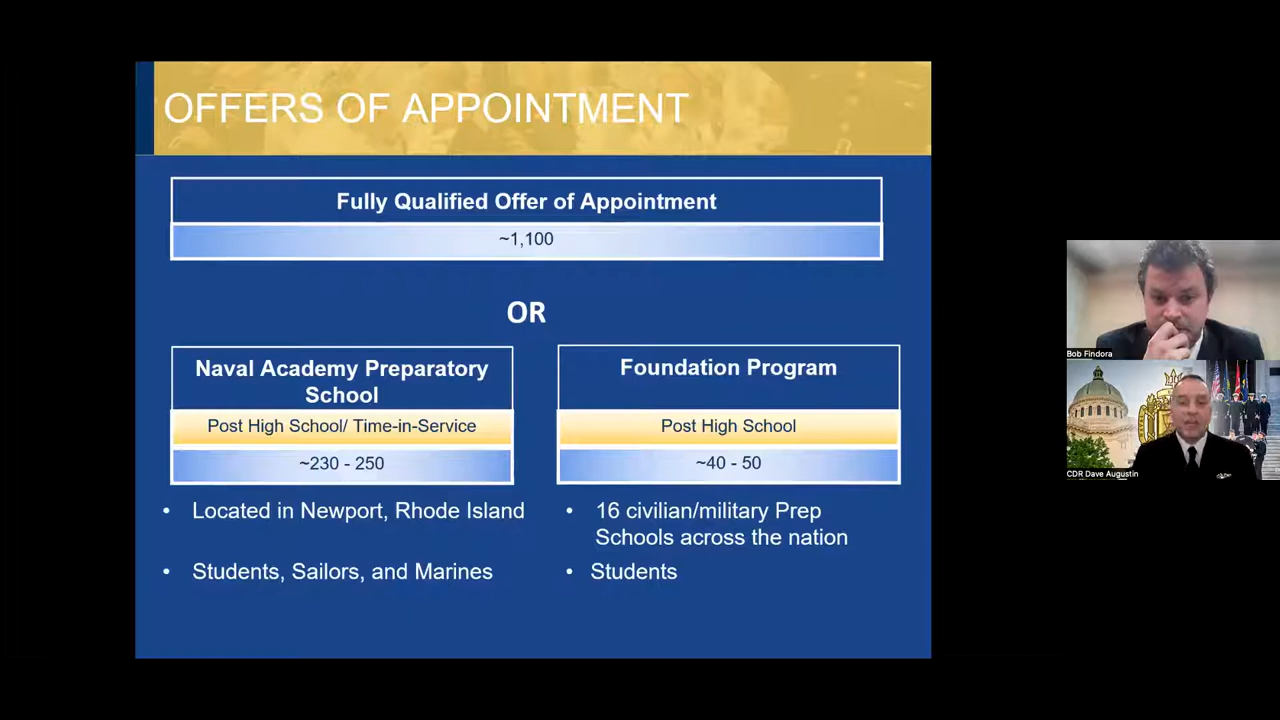 OFFERS OF APPOINTMENT
Fully Qualified Offer of Appointment
~1,100
OR
Naval Academy Preparatory
School
Post High School/ Time-in-Service
~230 - 250
• Located in Newport, Rhode Island
• Students, Sailors, and Marines
Foundation Program
Post High School
~40 - 50
• 16 civilian/military Prep
Schools across the nation
• Students
Bob Findora
CDR Dave Augustin